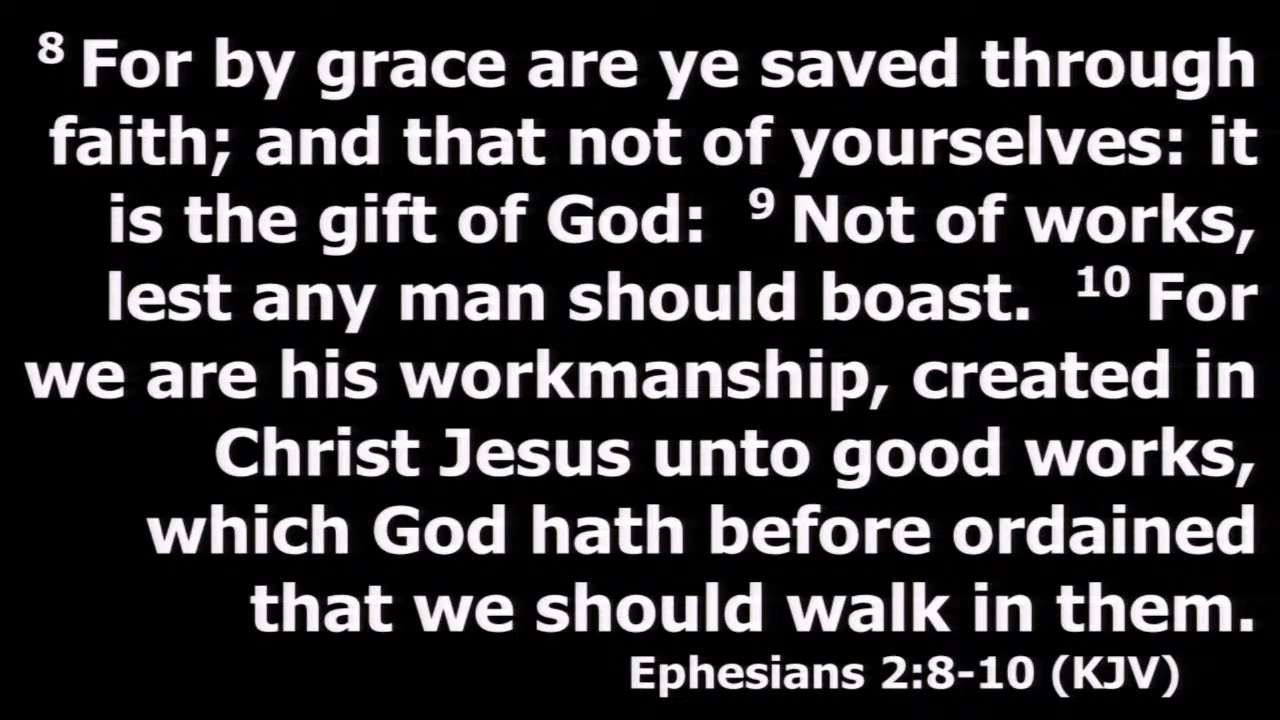 8 For by grace are ye saved through
faith; and that not of yourselves: it
is the gift of God: 9 Not of works,
lest any man should boast. 10 For
we are his workmanship, created in
Christ Jesus unto good works,
which God hath before ordained
that we should walk in them.
Ephesians 2:8-10 (KJV)